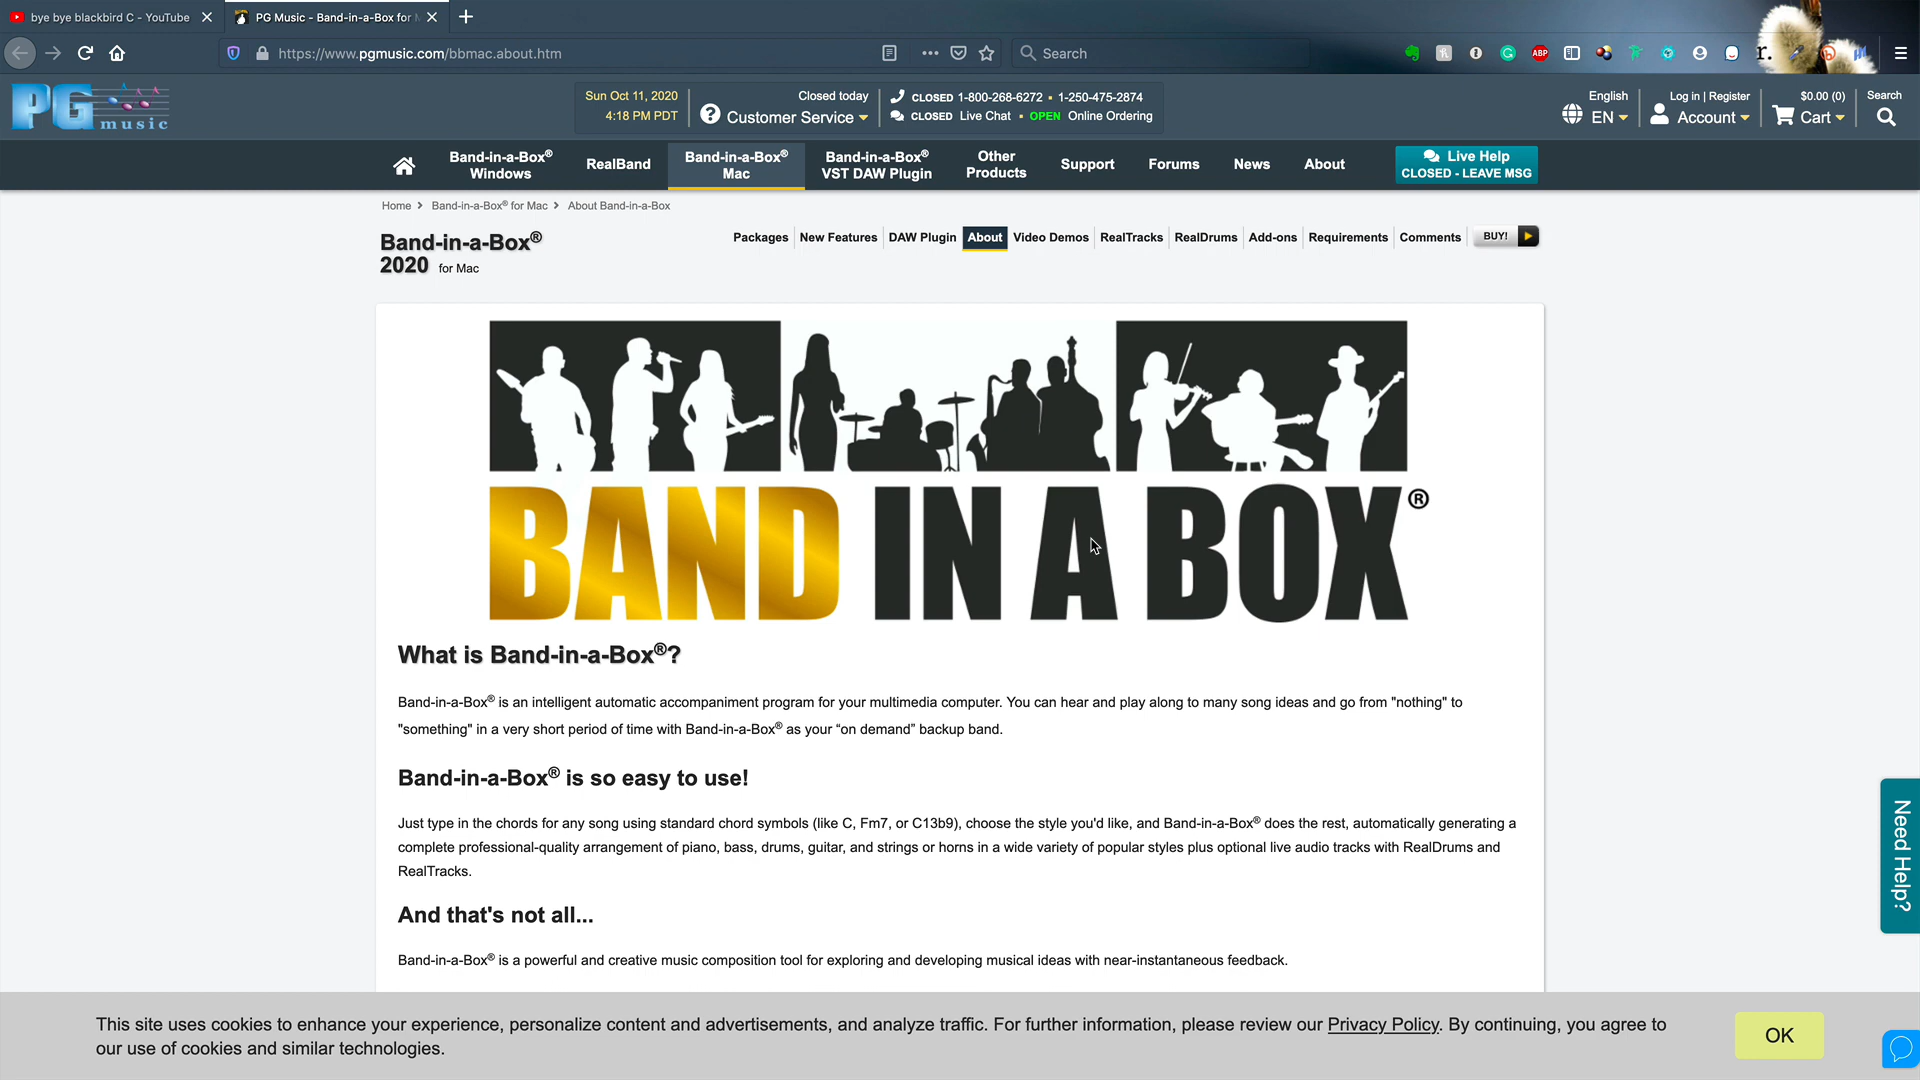 bye bye blackbird C - YouTube
PG Music - Band-in-a-Box for
https://www.pgmusic.com/bbmac.about.htm
Search
ABP
r.
PG music
Sun Oct 11, 2020
4:18 PM PDT
Closed today
Customer Service
CLOSED 1-800-268-6272 • 1-250-475-2874
CLOSED Live Chat • OPEN Online Ordering
English
EN
Log in | Register
Account
$0.00 (0)
Cart
Search
Band-in-a-Box®
Windows
RealBand
Band-in-a-Box®
Mac
Band-in-a-Box®
VST DAW Plugin
Other
Products
Support
Forums
News
About
Live Help
CLOSED - LEAVE MSG
Home > Band-in-a-Box® for Mac > About Band-in-a-Box
Band-in-a-Box®
2020 for Mac
Packages
New Features
DAW Plugin
About
Video Demos
RealTracks
RealDrums
Add-ons
Requirements
Comments
BUY!
BAND IN A BOX®
What is Band-in-a-Box®?
Band-in-a-Box® is an intelligent automatic accompaniment program for your multimedia computer. You can hear and play along to many song ideas and go from "nothing" to
"something" in a very short period of time with Band-in-a-Box® as your “on demand” backup band.
Band-in-a-Box® is so easy to use!
Just type in the chords for any song using standard chord symbols (like C, Fm7, or C13b9), choose the style you'd like, and Band-in-a-Box® does the rest, automatically generating a
complete professional-quality arrangement of piano, bass, drums, guitar, and strings or horns in a wide variety of popular styles plus optional live audio tracks with RealDrums and
RealTracks.
And that's not all...
Band-in-a-Box® is a powerful and creative music composition tool for exploring and developing musical ideas with near-instantaneous feedback.
Need Help?
This site uses cookies to enhance your experience, personalize content and advertisements, and analyze traffic. For further information, please review our Privacy Policy. By continuing, you agree to
our use of cookies and similar technologies.
OK